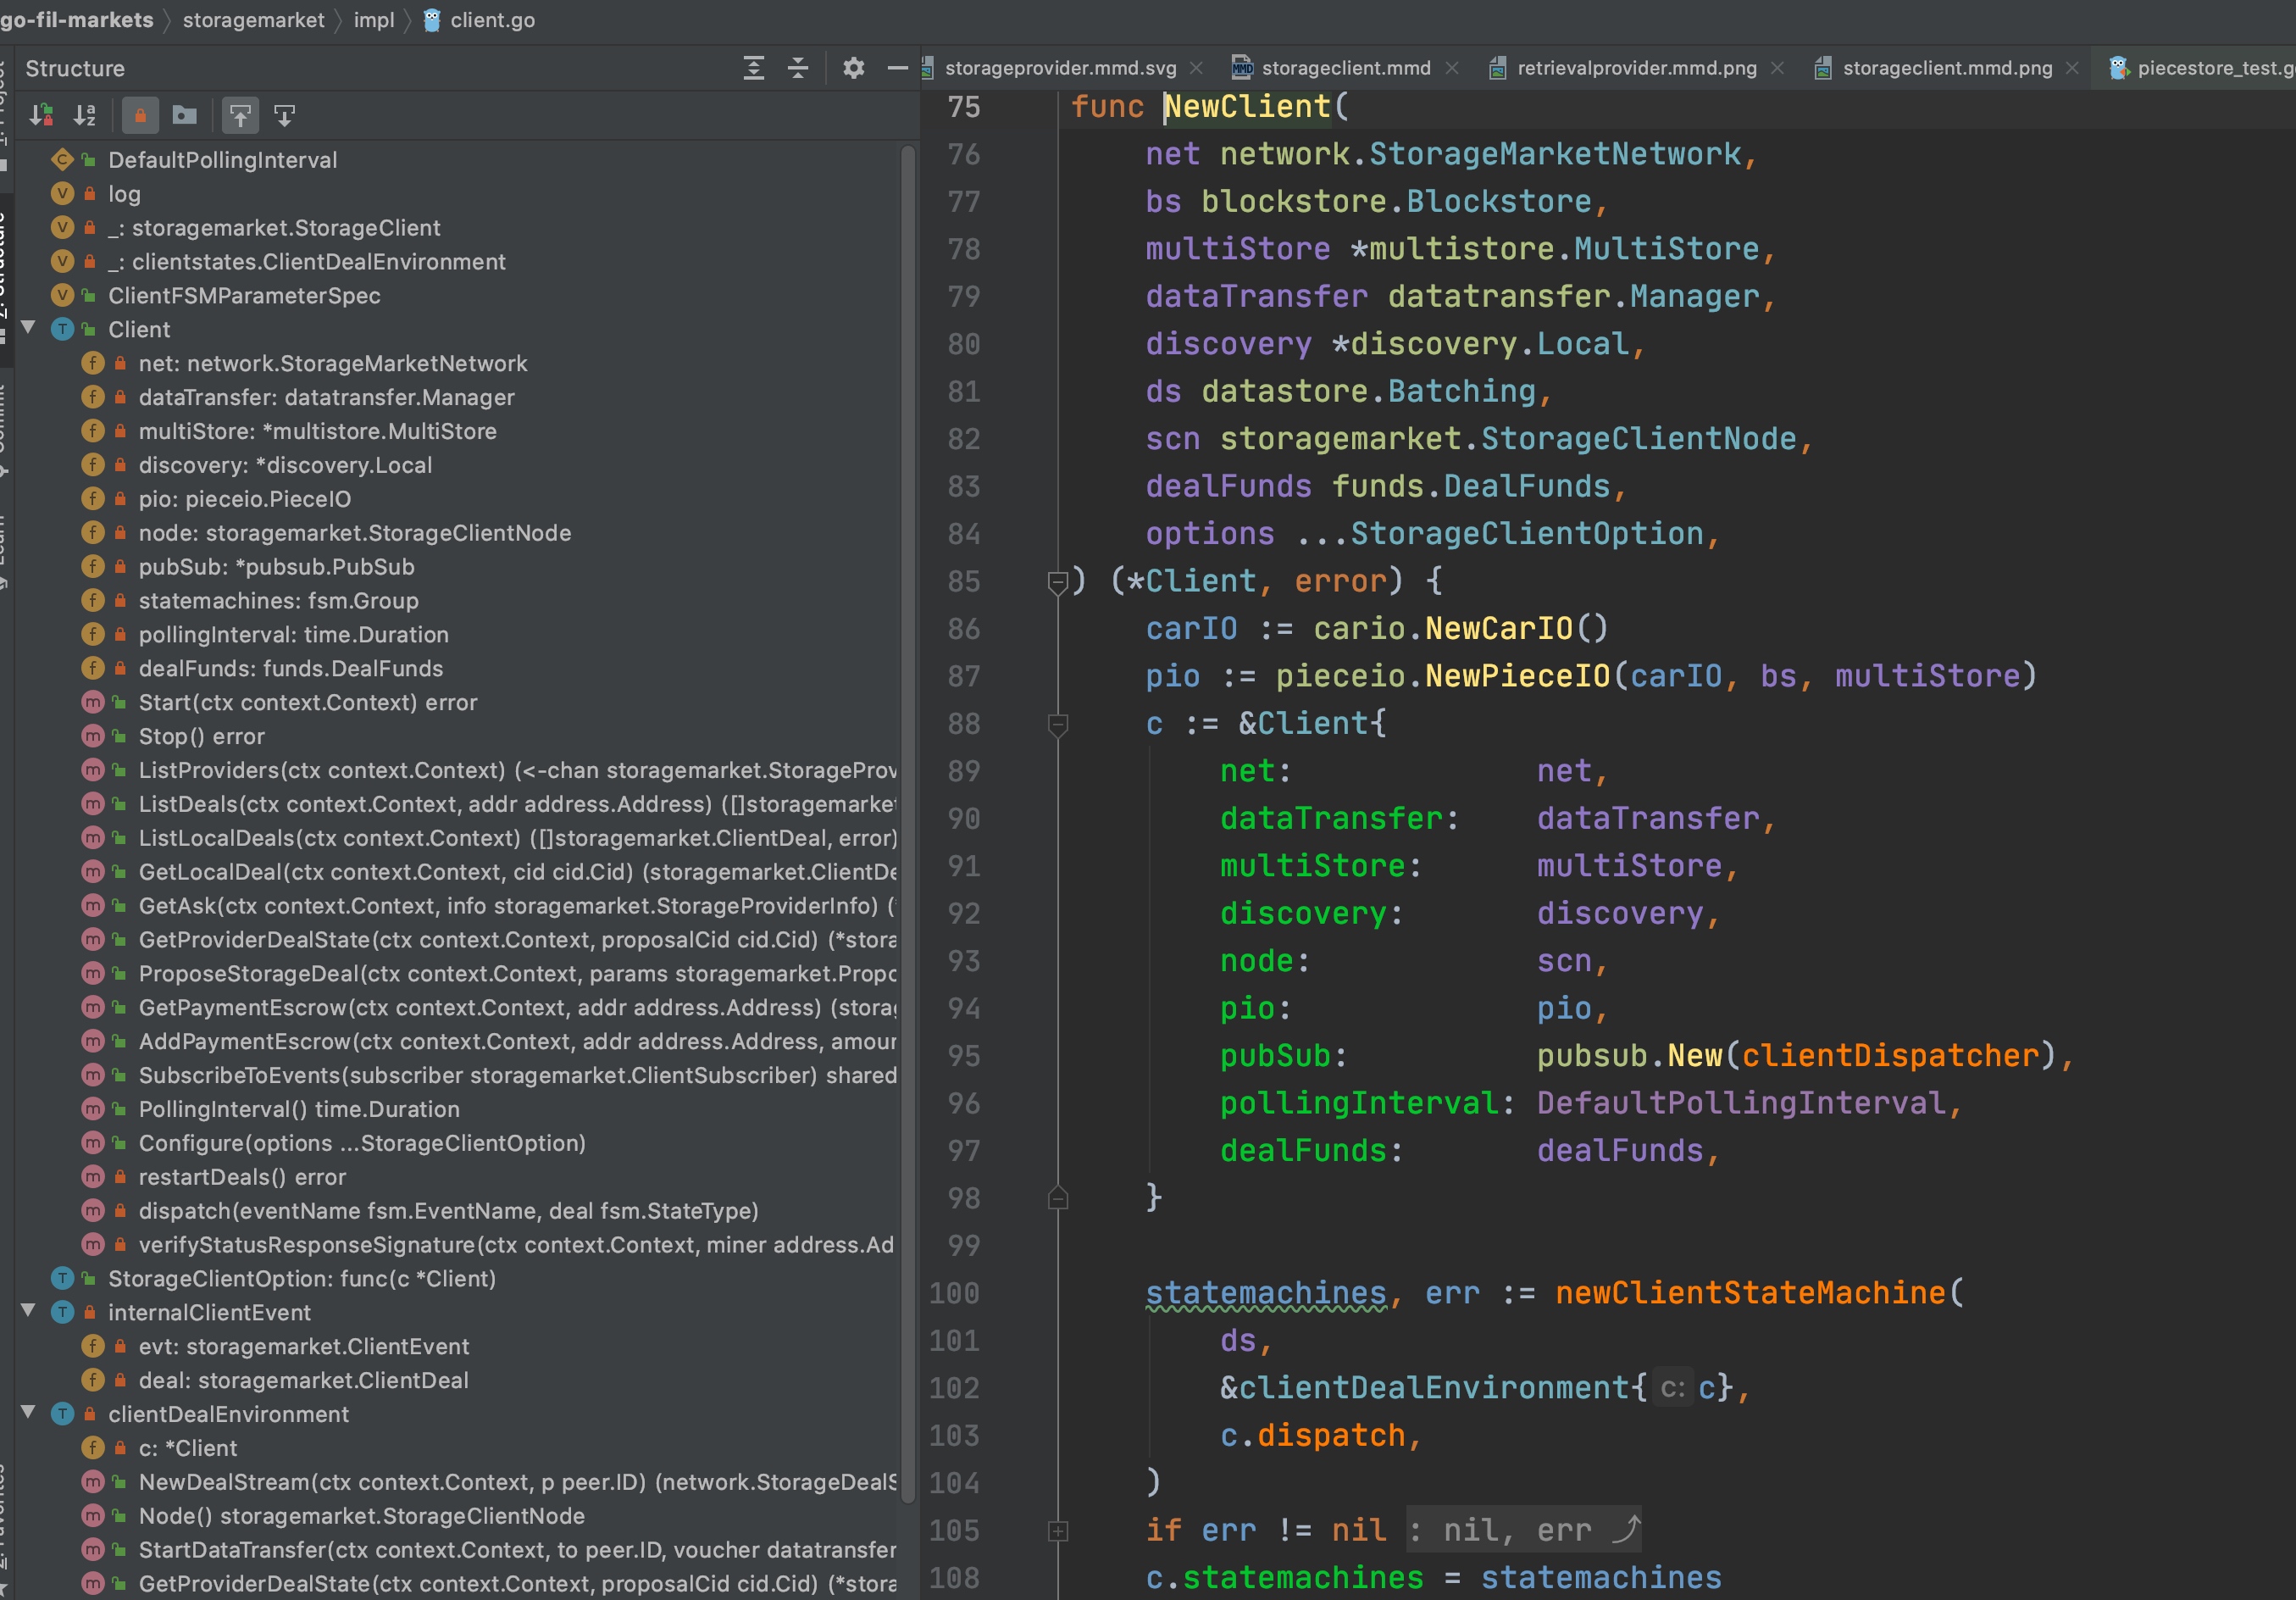 go-fil-markets storagemarket impl client.go
Structure
storageprovider.mmd.svg storageclient.mmd retrievalprovider.mmd.png storageclient.mmd.png piecestore_test.g
DefaultPollingInterval
log
_: storagemarket.StorageClient
_: clientstates.ClientDealEnvironment
ClientFSMParameterSpec
Client
net: network.StorageMarketNetwork
dataTransfer: datatransfer.Manager
multiStore: *multistore.MultiStore
discovery: *discovery.Local
pio: pieceio.PieceIO
node: storagemarket.StorageClientNode
pubSub: *pubsub.PubSub
statemachines: fsm.Group
pollingInterval: time.Duration
dealFunds: funds.DealFunds
Start(ctx context.Context) error
Stop() error
ListProviders(ctx context.Context) (<-chan storagemarket.StorageProv
ListDeals(ctx context.Context, addr address.Address) ([]storagemarket
ListLocalDeals(ctx context.Context) ([]storagemarket.ClientDeal, error)
GetLocalDeal(ctx context.Context, cid cid.Cid) (storagemarket.ClientDe
GetAsk(ctx context.Context, info storagemarket.StorageProviderInfo) (
GetProviderDealState(ctx context.Context, proposalCid cid.Cid) (*stora
ProposeStorageDeal(ctx context.Context, params storagemarket.Propo
GetPaymentEscrow(ctx context.Context, addr address.Address) (storag
AddPaymentEscrow(ctx context.Context, addr address.Address, amour
SubscribeToEvents(subscriber storagemarket.ClientSubscriber) shared
PollingInterval() time.Duration
Configure(options ...StorageClientOption)
restartDeals() error
dispatch(eventName fsm.EventName, deal fsm.StateType)
verifyStatusResponseSignature(ctx context.Context, miner address.Ad
StorageClientOption: func(c *Client)
internalClientEvent
evt: storagemarket.ClientEvent
deal: storagemarket.ClientDeal
clientDealEnvironment
c: *Client
NewDealStream(ctx context.Context, p peer.ID) (network.StorageDealS
Node() storagemarket.StorageClientNode
StartDataTransfer(ctx context.Context, to peer.ID, voucher datatransfer
GetProviderDealState(ctx context.Context, proposalCid cid.Cid) (*stora
75 func NewClient(
76 net network.StorageMarketNetwork,
77 bs blockstore.Blockstore,
78 multiStore *multistore.MultiStore,
79 dataTransfer datatransfer.Manager,
80 discovery *discovery.Local,
81 ds datastore.Batching,
82 scn storagemarket.StorageClientNode,
83 dealFunds funds.DealFunds,
84 options ...StorageClientOption,
85 ) (*Client, error) {
86 carIO := cario.NewCarIO()
87 pio := pieceio.NewPieceIO(carIO, bs, multiStore)
88 c := &Client{
89 net: net,
90 dataTransfer: dataTransfer,
91 multiStore: multiStore,
92 discovery: discovery,
93 node: scn,
94 pio: pio,
95 pubSub: pubsub.New(clientDispatcher),
96 pollingInterval: DefaultPollingInterval,
97 dealFunds: dealFunds,
98 }
99
100 statemachines, err := newClientStateMachine(
101 ds,
102 &clientDealEnvironment{ c: c},
103 c.dispatch,
104 )
105 if err != nil : nil, err
108 c.statemachines = statemachines